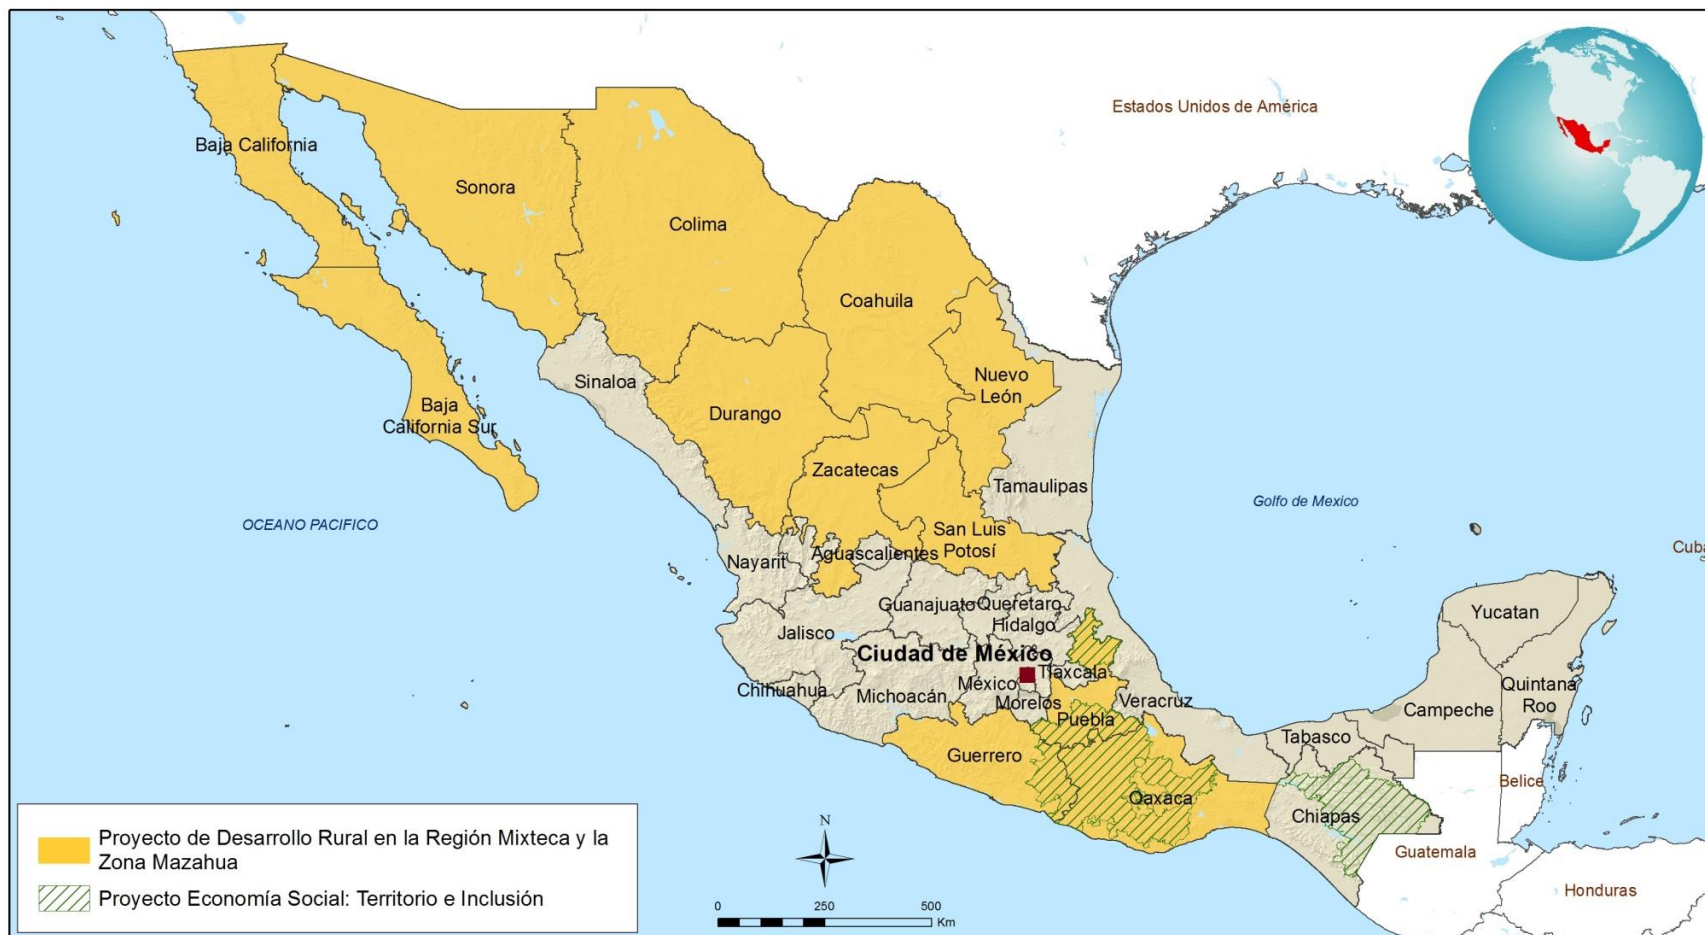 Estados Unidos de América
Baja California
Sonora
Colima
Coahuila
Sinaloa
Nuevo
León
Durango
Baja
California Sur
Zacatecas
Tamaulipas
OCEANO PACIFICO
Golfo de Mexico
San Luis
Potosí
Cuba
Nayarit
Aguascalientes
Guanajuato
Queretaro
Hidalgo
Yucatan
Jalisco
Ciudad de México
Tlaxcala
México
Chihuahua
Michoacán
Morelos
Veracruz
Puebla
Quintana
Roo
Campeche
Tabasco
Guerrero
Belice
Oaxaca
Chiapas
Guatemala
Honduras
Proyecto de Desarrollo Rural en la Región Mixteca y la
Zona Mazahua
Proyecto Economía Social: Territorio e Inclusión
N
0 250 500
Km